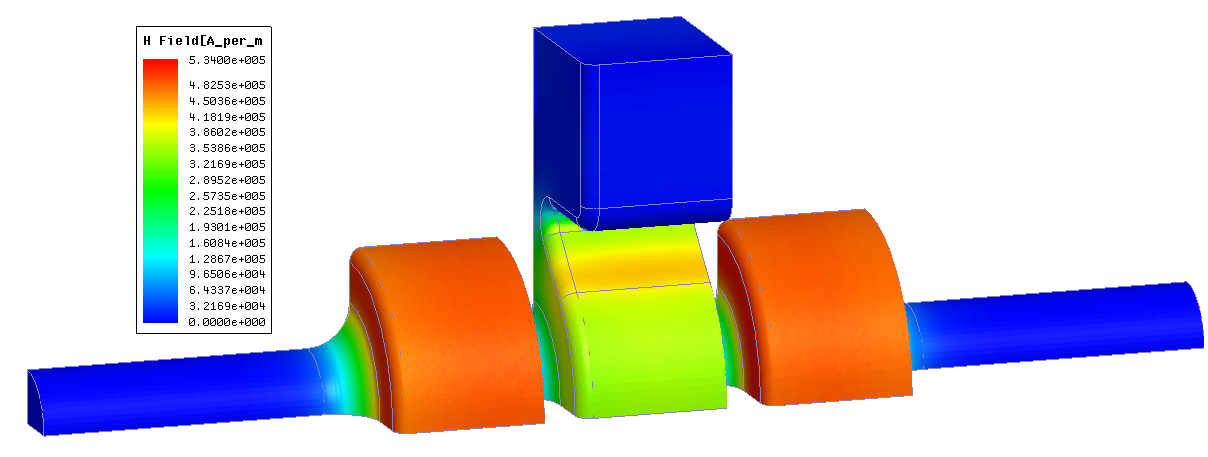 H Field[A_per_m
5.3400e+005
4.8253e+005
4.5036e+005
4.1819e+005
3.8602e+005
3.5386e+005
3.2169e+005
2.8952e+005
2.5735e+005
2.2518e+005
1.9301e+005
1.6084e+005
1.2867e+005
9.6506e+004
6.4337e+004
3.2169e+004
0.0000e+000